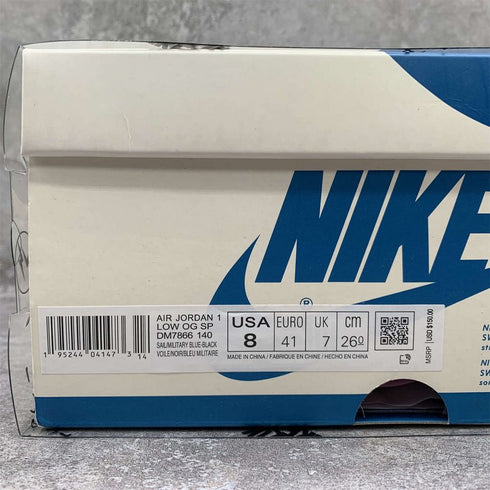 NIKE
®
AIR JORDAN 1
LOW OG SP
DM7866 140
SAIL/MILITARY BLUE-BLACK
VOILE/NOIR/BLEU MILITAIRE
1 95244 04147 3 14
USA EURO UK cm
8 41 7 26
MADE IN CHINA / FABRIQUÉ EN CHINE / HECHO EN CHINA
MSRP USD $150.00